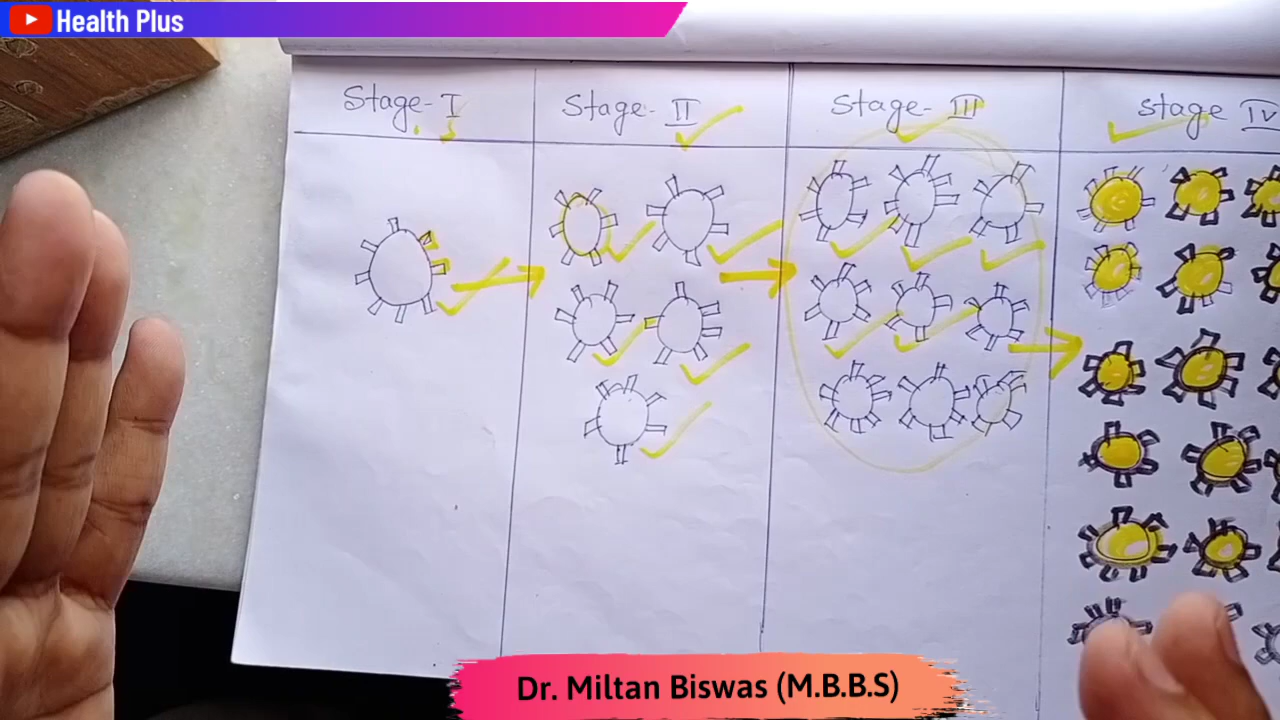 Health Plus
Stage- I
Stage- II
Stage- III
stage IV
Dr. Miltan Biswas (M.B.B.S)